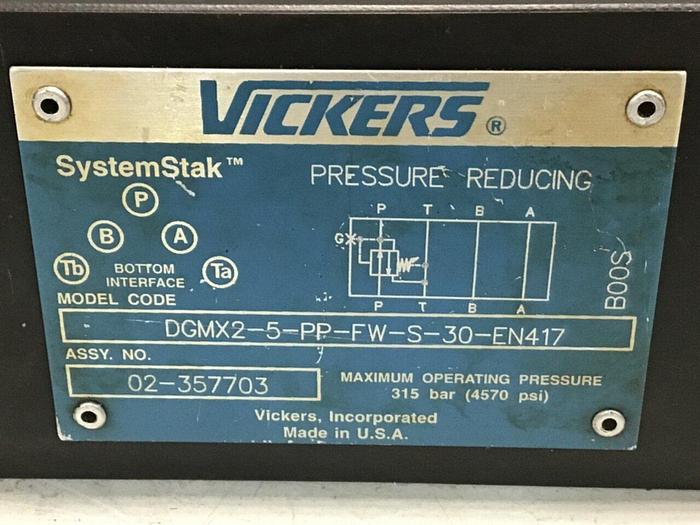 VICKERS®
SystemStak™
PRESSURE REDUCING
P
B A
Tb Ta
BOTTOM
INTERFACE
P T B A
G
P T B A
B00S
MODEL CODE
DGMX2-5-PP-FW-S-30-EN417
ASSY. NO.
02-357703
MAXIMUM OPERATING PRESSURE
315 bar (4570 psi)
Vickers, Incorporated
Made in U.S.A.